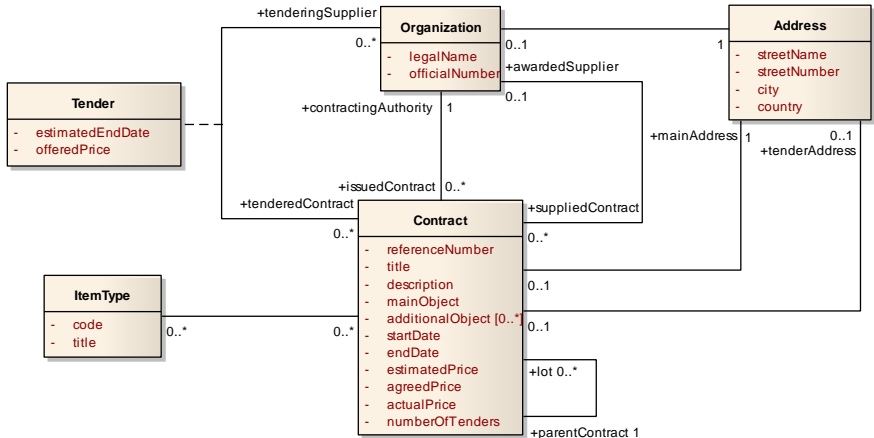 +tenderingSupplier
0..*
Organization
- legalName
- officialNumber
0..1
1
+awardedSupplier
0..1
Address
- streetName
- streetNumber
- city
- country
Tender
- estimatedEndDate
- offeredPrice
+contractingAuthority
1
+mainAddress
1
0..1
+tenderAddress
+issuedContract
0..*
+tenderedContract
0..*
+suppliedContract
0..*
Contract
- referenceNumber
- title
- description
- mainObject
- additionalObject [0..*]
- startDate
- endDate
- estimatedPrice
- agreedPrice
- actualPrice
- numberOfTenders
0..1
0..1
ItemType
- code
- title
0..*
0..*
+lot 0..*
+parentContract 1